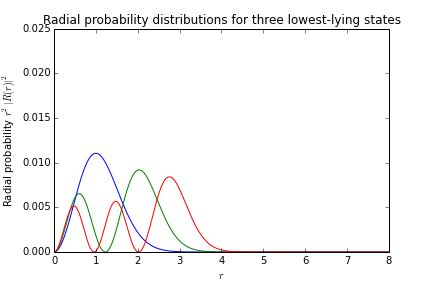 Radial probability distributions for three lowest-lying states
Radial probability r² |R(r)|²
0.025
0.020
0.015
0.010
0.005
0.000
0 1 2 3 4 5 6 7 8
r